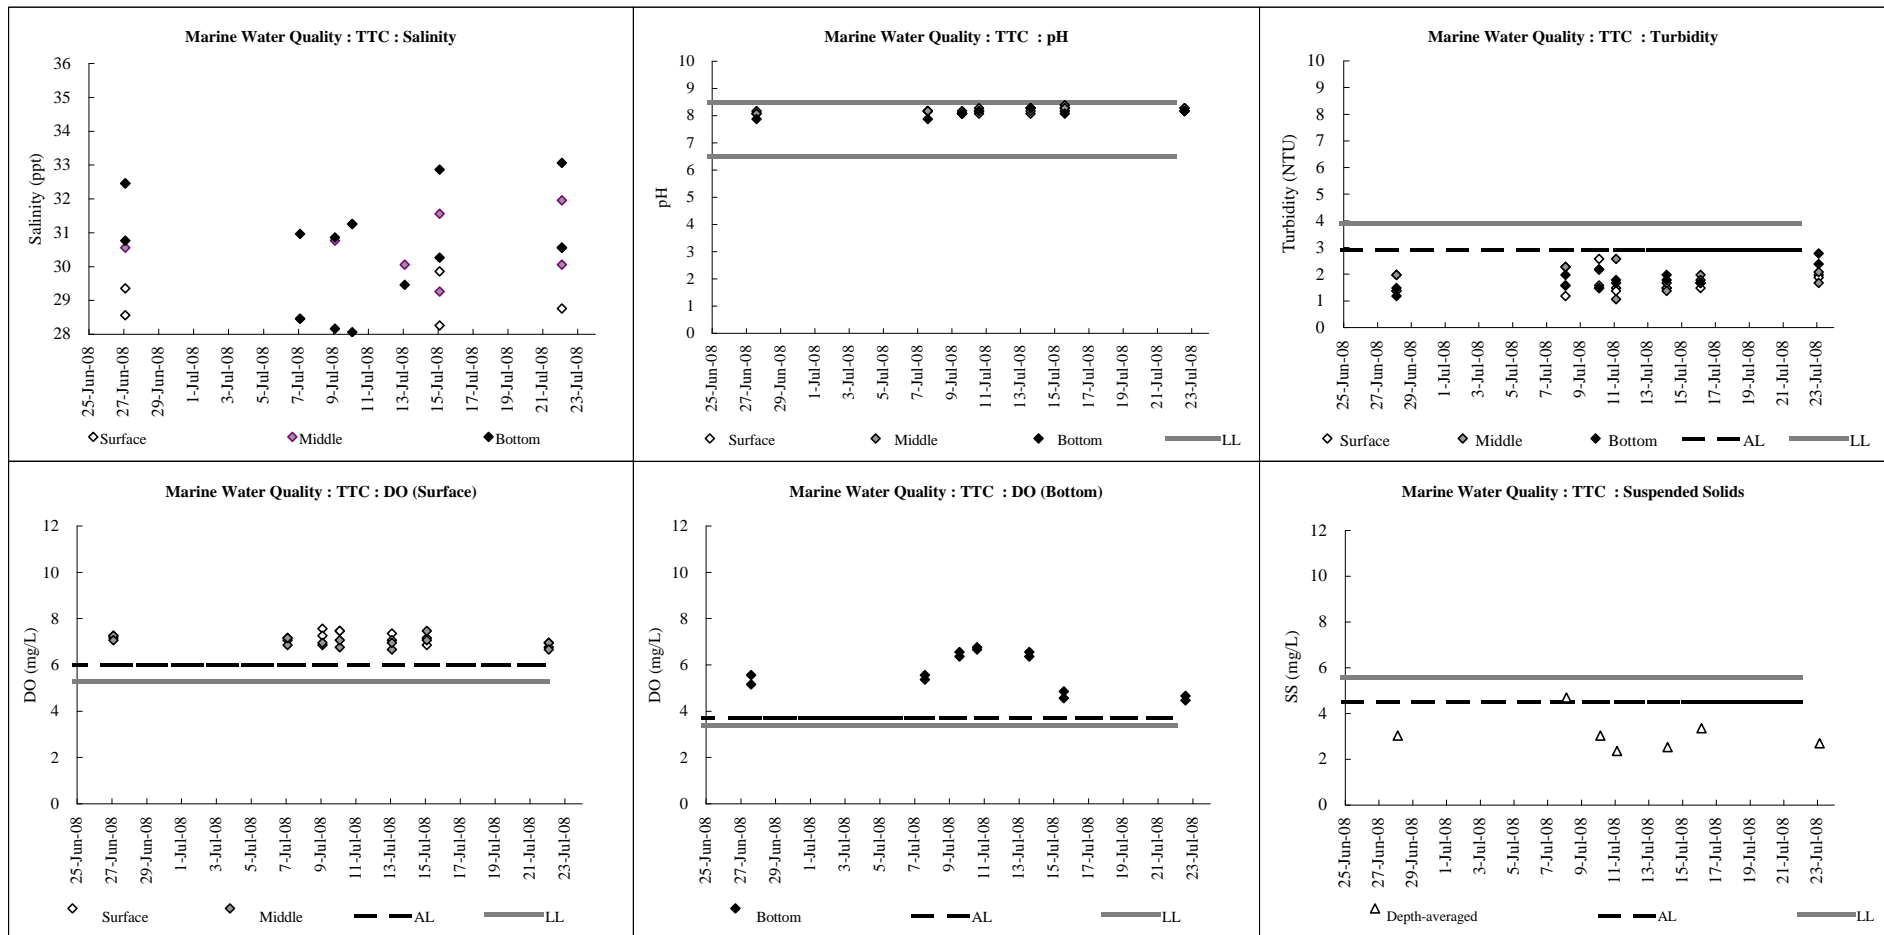 Marine Water Quality : TTC : Salinity
36
35
34
33
32
31
30
29
28
Salinity (ppt)
25-Jun-08
27-Jun-08
29-Jun-08
1-Jul-08
3-Jul-08
5-Jul-08
7-Jul-08
9-Jul-08
11-Jul-08
13-Jul-08
15-Jul-08
17-Jul-08
19-Jul-08
21-Jul-08
23-Jul-08
Surface Middle Bottom
Marine Water Quality : TTC : pH
10
9
8
7
6
5
4
3
2
1
0
pH
25-Jun-08
27-Jun-08
29-Jun-08
1-Jul-08
3-Jul-08
5-Jul-08
7-Jul-08
9-Jul-08
11-Jul-08
13-Jul-08
15-Jul-08
17-Jul-08
19-Jul-08
21-Jul-08
23-Jul-08
Surface Middle Bottom LL
Marine Water Quality : TTC : Turbidity
10
9
8
7
6
5
4
3
2
1
0
Turbidity (NTU)
25-Jun-08
27-Jun-08
29-Jun-08
1-Jul-08
3-Jul-08
5-Jul-08
7-Jul-08
9-Jul-08
11-Jul-08
13-Jul-08
15-Jul-08
17-Jul-08
19-Jul-08
21-Jul-08
23-Jul-08
Surface Middle Bottom AL LL
Marine Water Quality : TTC : DO (Surface)
12
10
8
6
4
2
0
DO (mg/L)
25-Jun-08
27-Jun-08
29-Jun-08
1-Jul-08
3-Jul-08
5-Jul-08
7-Jul-08
9-Jul-08
11-Jul-08
13-Jul-08
15-Jul-08
17-Jul-08
19-Jul-08
21-Jul-08
23-Jul-08
Surface Middle AL LL
Marine Water Quality : TTC : DO (Bottom)
12
10
8
6
4
2
0
DO (mg/L)
25-Jun-08
27-Jun-08
29-Jun-08
1-Jul-08
3-Jul-08
5-Jul-08
7-Jul-08
9-Jul-08
11-Jul-08
13-Jul-08
15-Jul-08
17-Jul-08
19-Jul-08
21-Jul-08
23-Jul-08
Bottom AL LL
Marine Water Quality : TTC : Suspended Solids
12
10
8
6
4
2
0
SS (mg/L)
25-Jun-08
27-Jun-08
29-Jun-08
1-Jul-08
3-Jul-08
5-Jul-08
7-Jul-08
9-Jul-08
11-Jul-08
13-Jul-08
15-Jul-08
17-Jul-08
19-Jul-08
21-Jul-08
23-Jul-08
Depth-averaged AL LL